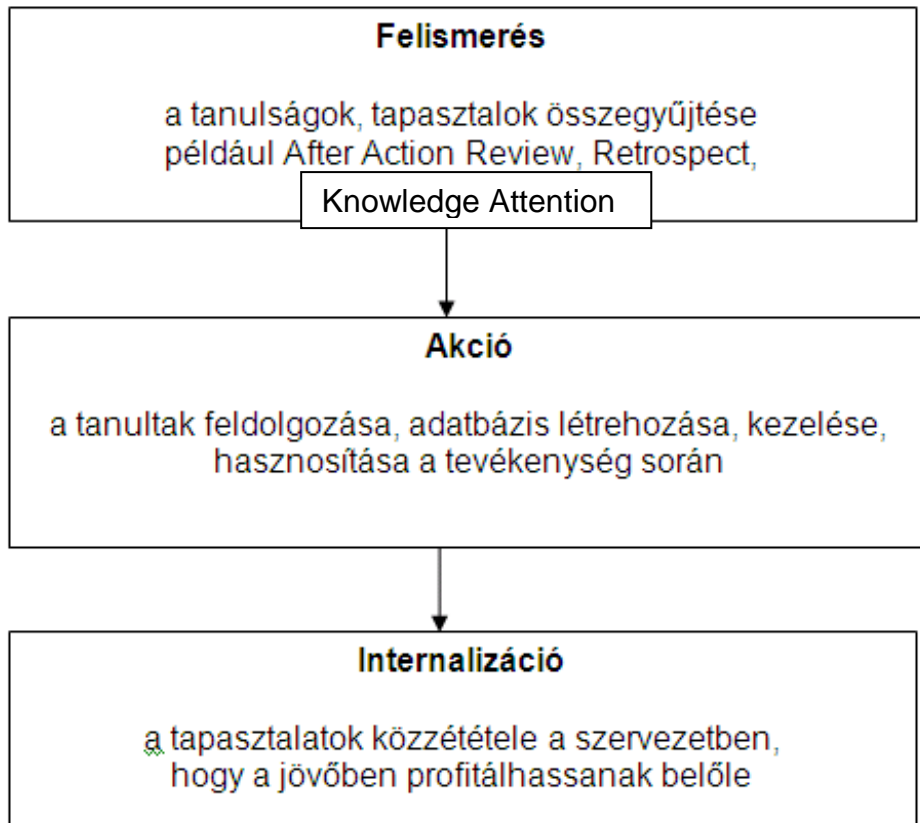 Felismerés
a tanulságok, tapasztalok összegyűjtése
például After Action Review, Retrospect,
Knowledge Attention
Akció
a tanultak feldolgozása, adatbázis létrehozása, kezelése,
hasznosítása a tevékenység során
Internalizáció
a tapasztalatok közzététele a szervezetben,
hogy a jövőben profitálhassanak belőle